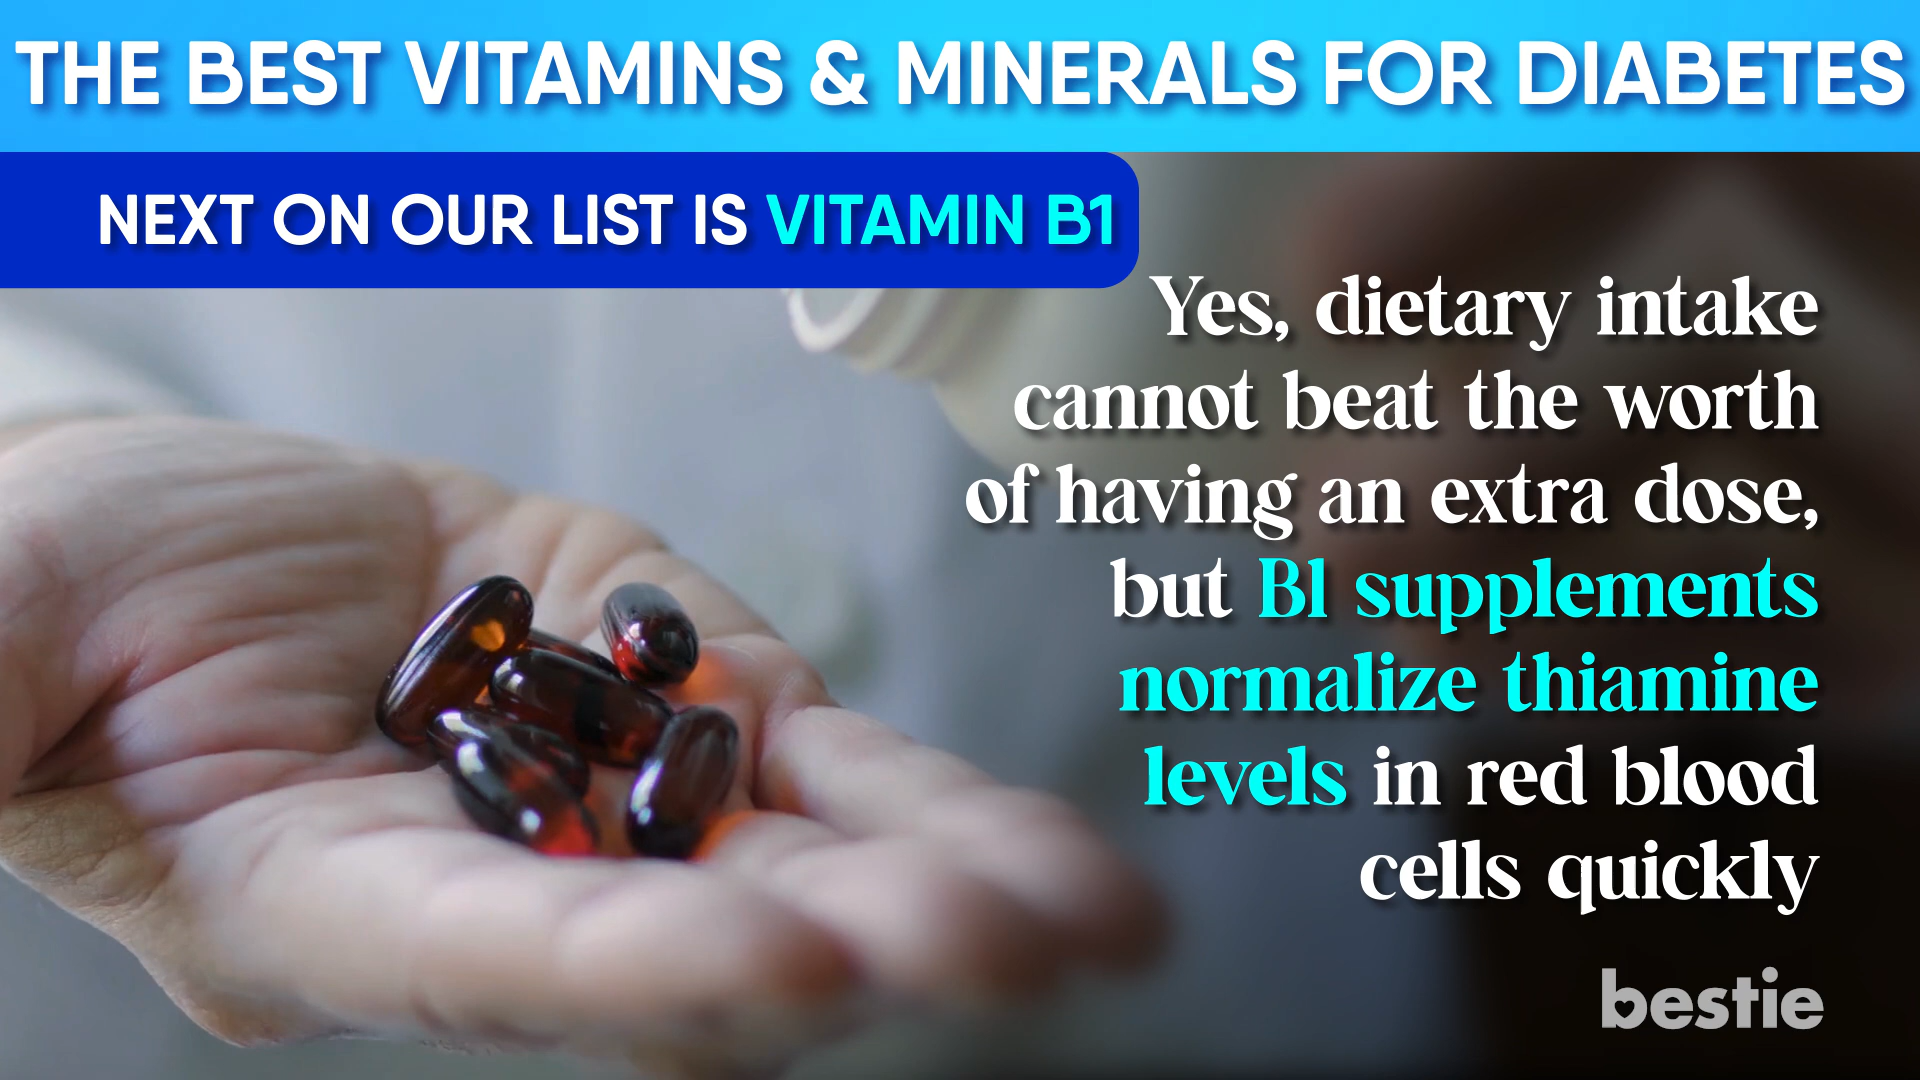 THE BEST VITAMINS & MINERALS FOR DIABETES
NEXT ON OUR LIST IS VITAMIN B1
Yes, dietary intake
cannot beat the worth
of having an extra dose,
but B1 supplements
normalize thiamine
levels in red blood
cells quickly
bestie